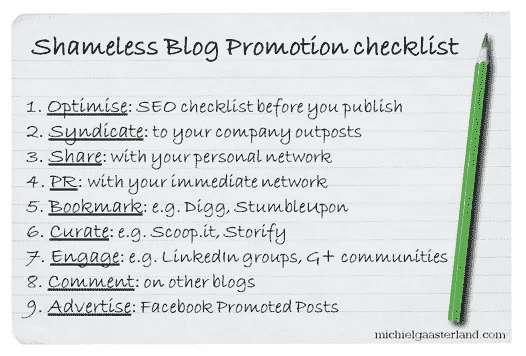 Shameless Blog Promotion checklist
1. Optimise: SEO checklist before you publish
2. Syndicate: to your company outposts
3. Share: with your personal network
4. PR: with your immediate network
5. Bookmark: e.g. Digg, StumbleUpon
6. Curate: e.g. Scoop.it, Storify
7. Engage: e.g. LinkedIn groups, G+ communities
8. Comment: on other blogs
9. Advertise: Facebook Promoted Posts
michielgaasterland.com